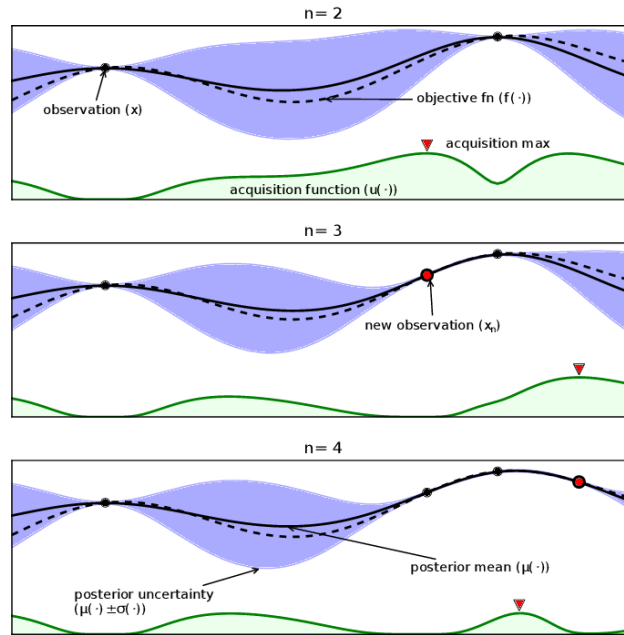 n= 2
observation (x)
objective fn (f(·))
acquisition max
acquisition function (u(·))
n= 3
new observation (xₙ)
n= 4
posterior mean (μ(·))
posterior uncertainty
(μ(·) ±σ(·))